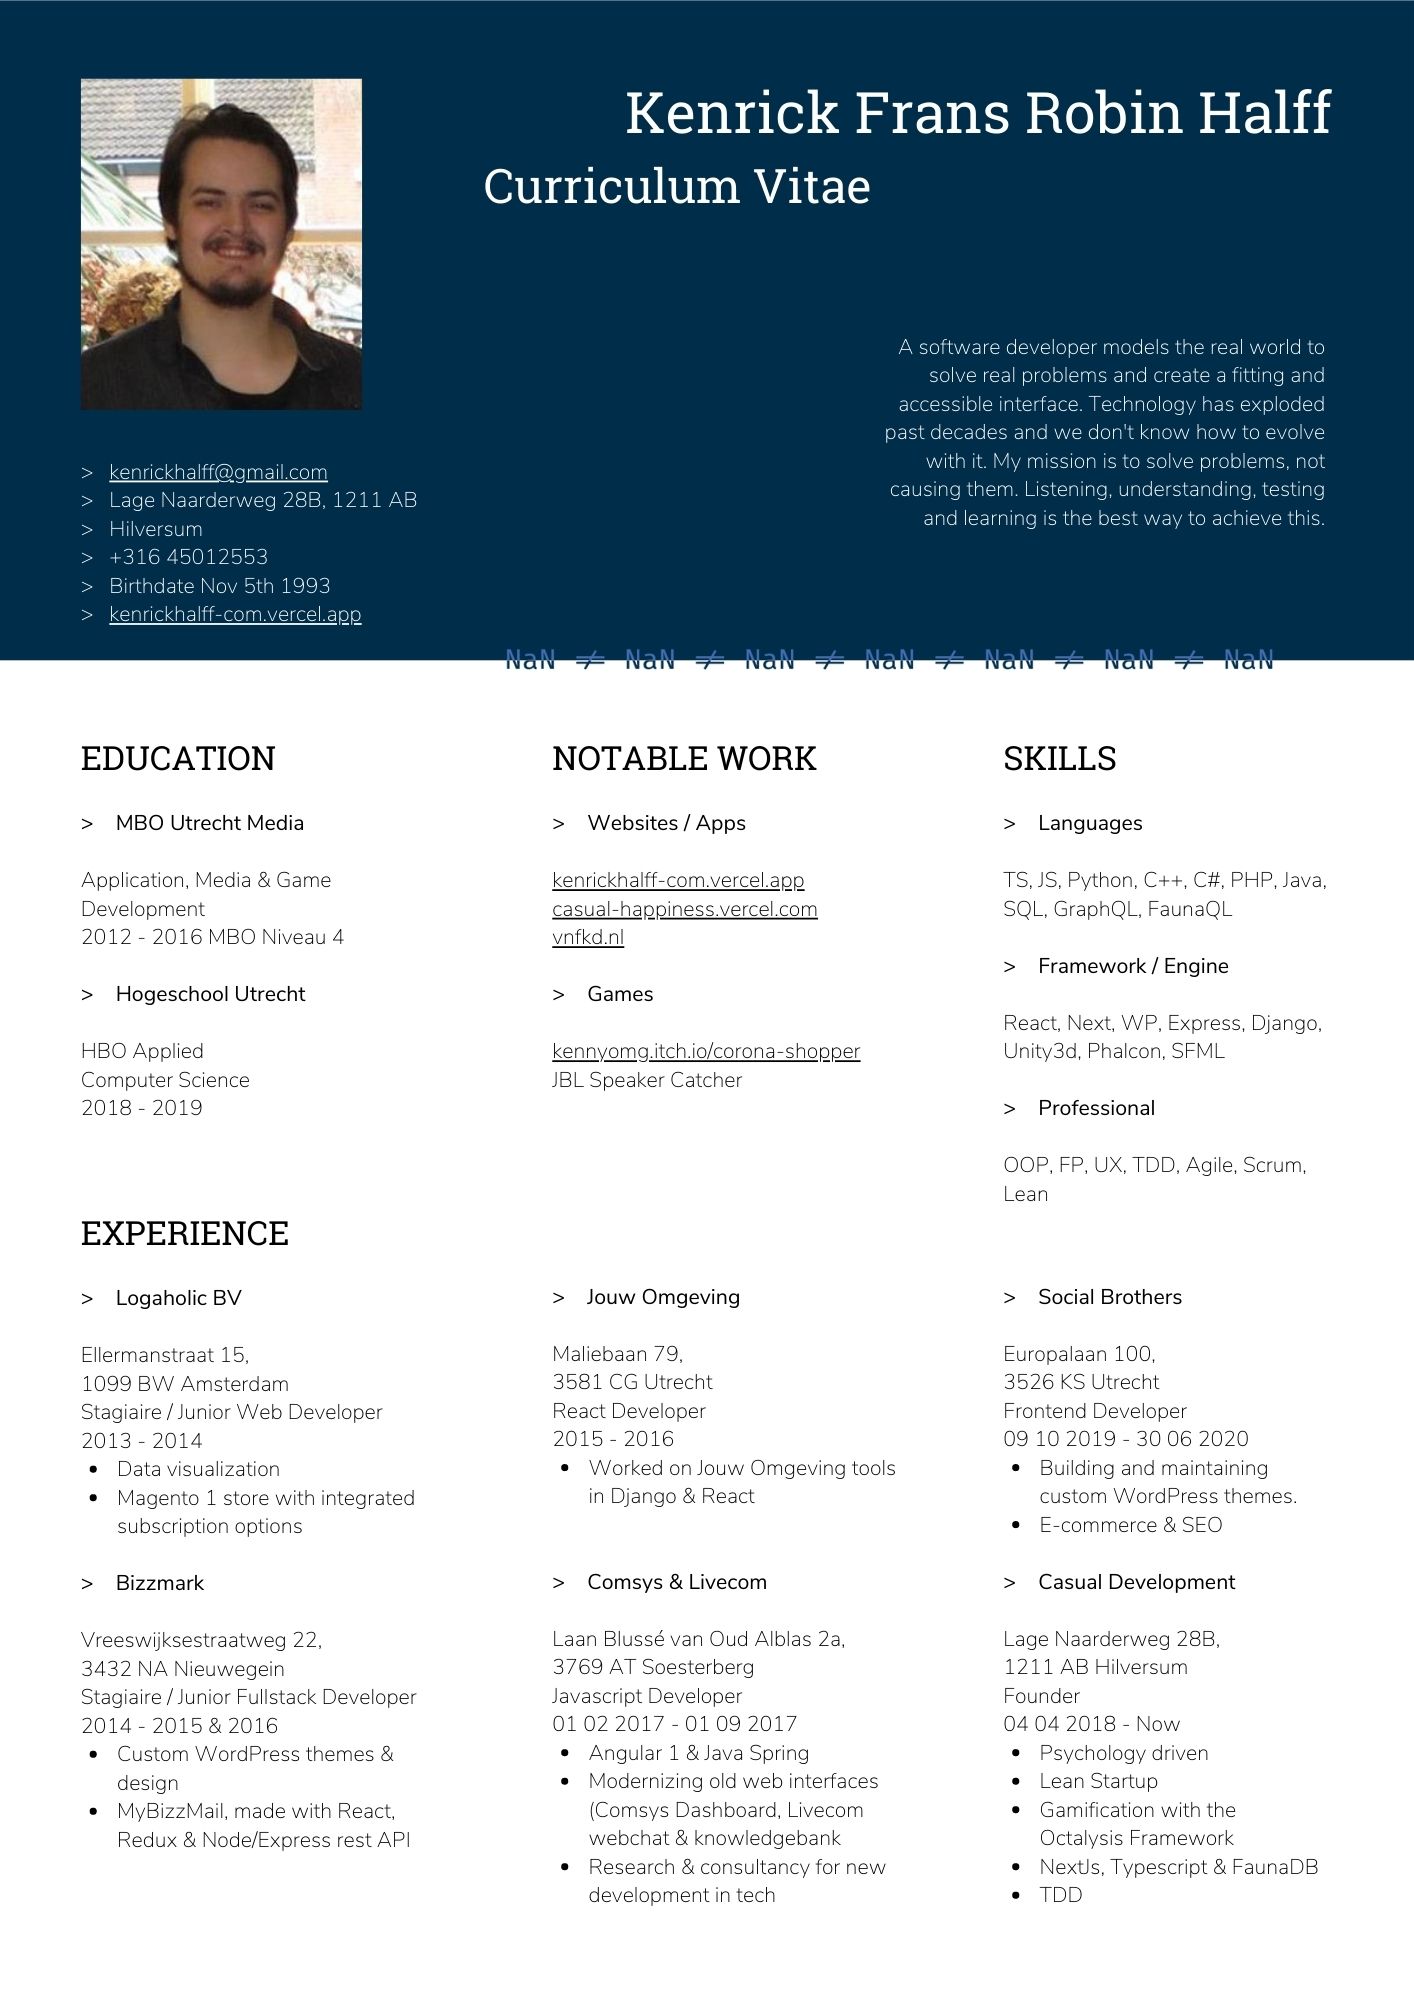 Kenrick Frans Robin Halff
Curriculum Vitae
A software developer models the real world to
solve real problems and create a fitting and
accessible interface. Technology has exploded
past decades and we don't know how to evolve
with it. My mission is to solve problems, not
causing them. Listening, understanding, testing
and learning is the best way to achieve this.
> kenrickhalff@gmail.com
> Lage Naarderweg 28B, 1211 AB
> Hilversum
> +316 45012553
> Birthdate Nov 5th 1993
> kenrickhalff-com.vercel.app
NaN ≠ NaN ≠ NaN ≠ NaN ≠ NaN ≠ NaN ≠ NaN
EDUCATION
> MBO Utrecht Media
Application, Media & Game
Development
2012 - 2016 MBO Niveau 4
> Hogeschool Utrecht
HBO Applied
Computer Science
2018 - 2019
NOTABLE WORK
> Websites / Apps
kenrickhalff-com.vercel.app
casual-happiness.vercel.com
vnfkd.nl
> Games
kennyomg.itch.io/corona-shopper
JBL Speaker Catcher
SKILLS
> Languages
TS, JS, Python, C++, C#, PHP, Java,
SQL, GraphQL, FaunaQL
> Framework / Engine
React, Next, WP, Express, Django,
Unity3d, Phalcon, SFML
> Professional
OOP, FP, UX, TDD, Agile, Scrum,
Lean
EXPERIENCE
> Logaholic BV
Ellermanstraat 15,
1099 BW Amsterdam
Stagiaire / Junior Web Developer
2013 - 2014
• Data visualization
• Magento 1 store with integrated
subscription options
> Bizzmark
Vreeswijksestraatweg 22,
3432 NA Nieuwegein
Stagiaire / Junior Fullstack Developer
2014 - 2015 & 2016
• Custom WordPress themes &
design
• MyBizzMail, made with React,
Redux & Node/Express rest API
> Jouw Omgeving
Maliebaan 79,
3581 CG Utrecht
React Developer
2015 - 2016
• Worked on Jouw Omgeving tools
in Django & React
> Comsys & Livecom
Laan Blussé van Oud Alblas 2a,
3769 AT Soesterberg
Javascript Developer
01 02 2017 - 01 09 2017
• Angular 1 & Java Spring
• Modernizing old web interfaces
(Comsys Dashboard, Livecom
webchat & knowledgebank
• Research & consultancy for new
development in tech
> Social Brothers
Europalaan 100,
3526 KS Utrecht
Frontend Developer
09 10 2019 - 30 06 2020
• Building and maintaining
custom WordPress themes.
• E-commerce & SEO
> Casual Development
Lage Naarderweg 28B,
1211 AB Hilversum
Founder
04 04 2018 - Now
• Psychology driven
• Lean Startup
• Gamification with the
Octalysis Framework
• NextJs, Typescript & FaunaDB
• TDD